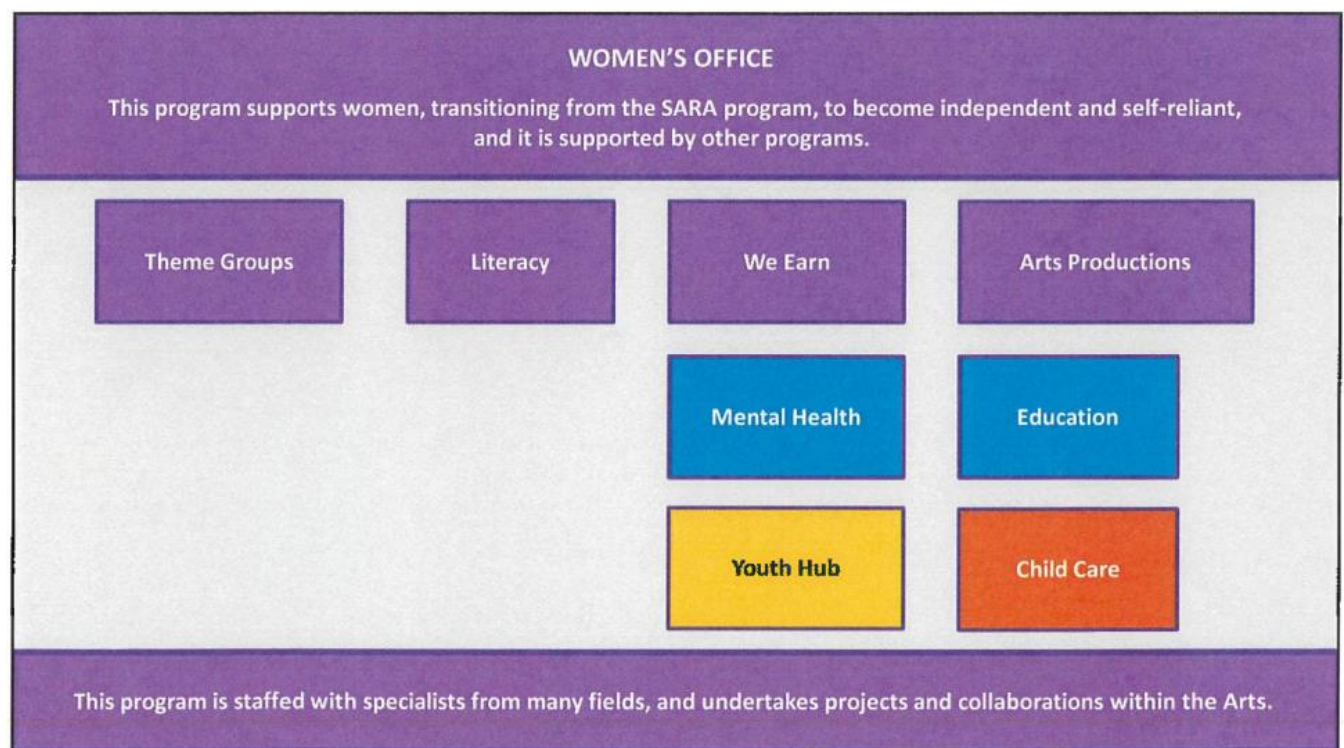 WOMEN'S OFFICE
This program supports women, transitioning from the SARA program, to become independent and self-reliant,
and it is supported by other programs.
Theme Groups
Literacy
We Earn
Arts Productions
Mental Health
Education
Youth Hub
Child Care
This program is staffed with specialists from many fields, and undertakes projects and collaborations within the Arts.